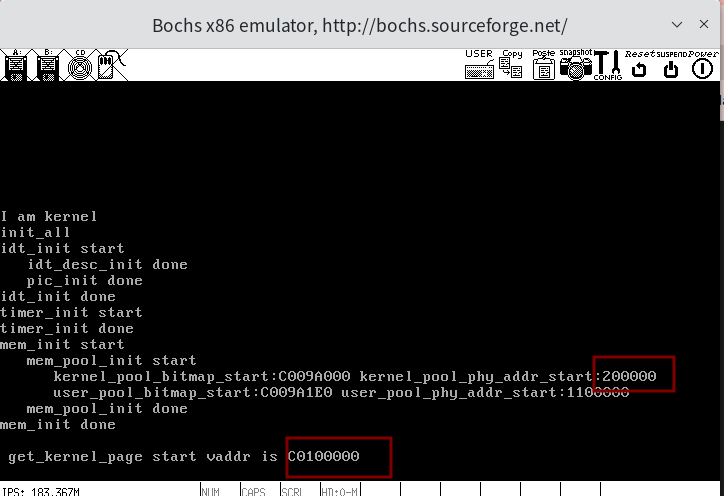 Bochs x86 emulator, http://bochs.sourceforge.net/
A: B: CD USER Copy Paste snapshot CONFIG Reset SUSPEND Power
I am kernel
init_all
idt_init start
idt_desc_init done
pic_init done
idt_init done
timer_init start
timer_init done
mem_init start
mem_pool_init start
kernel_pool_bitmap_start:C009A000 kernel_pool_phy_addr_start:200000
user_pool_bitmap_start:C009A1E0 user_pool_phy_addr_start:1100000
mem_pool_init done
mem_init done
get_kernel_page start vaddr is C0100000
IPS: 183.367M NUM CAPS SCRL HD:0-M